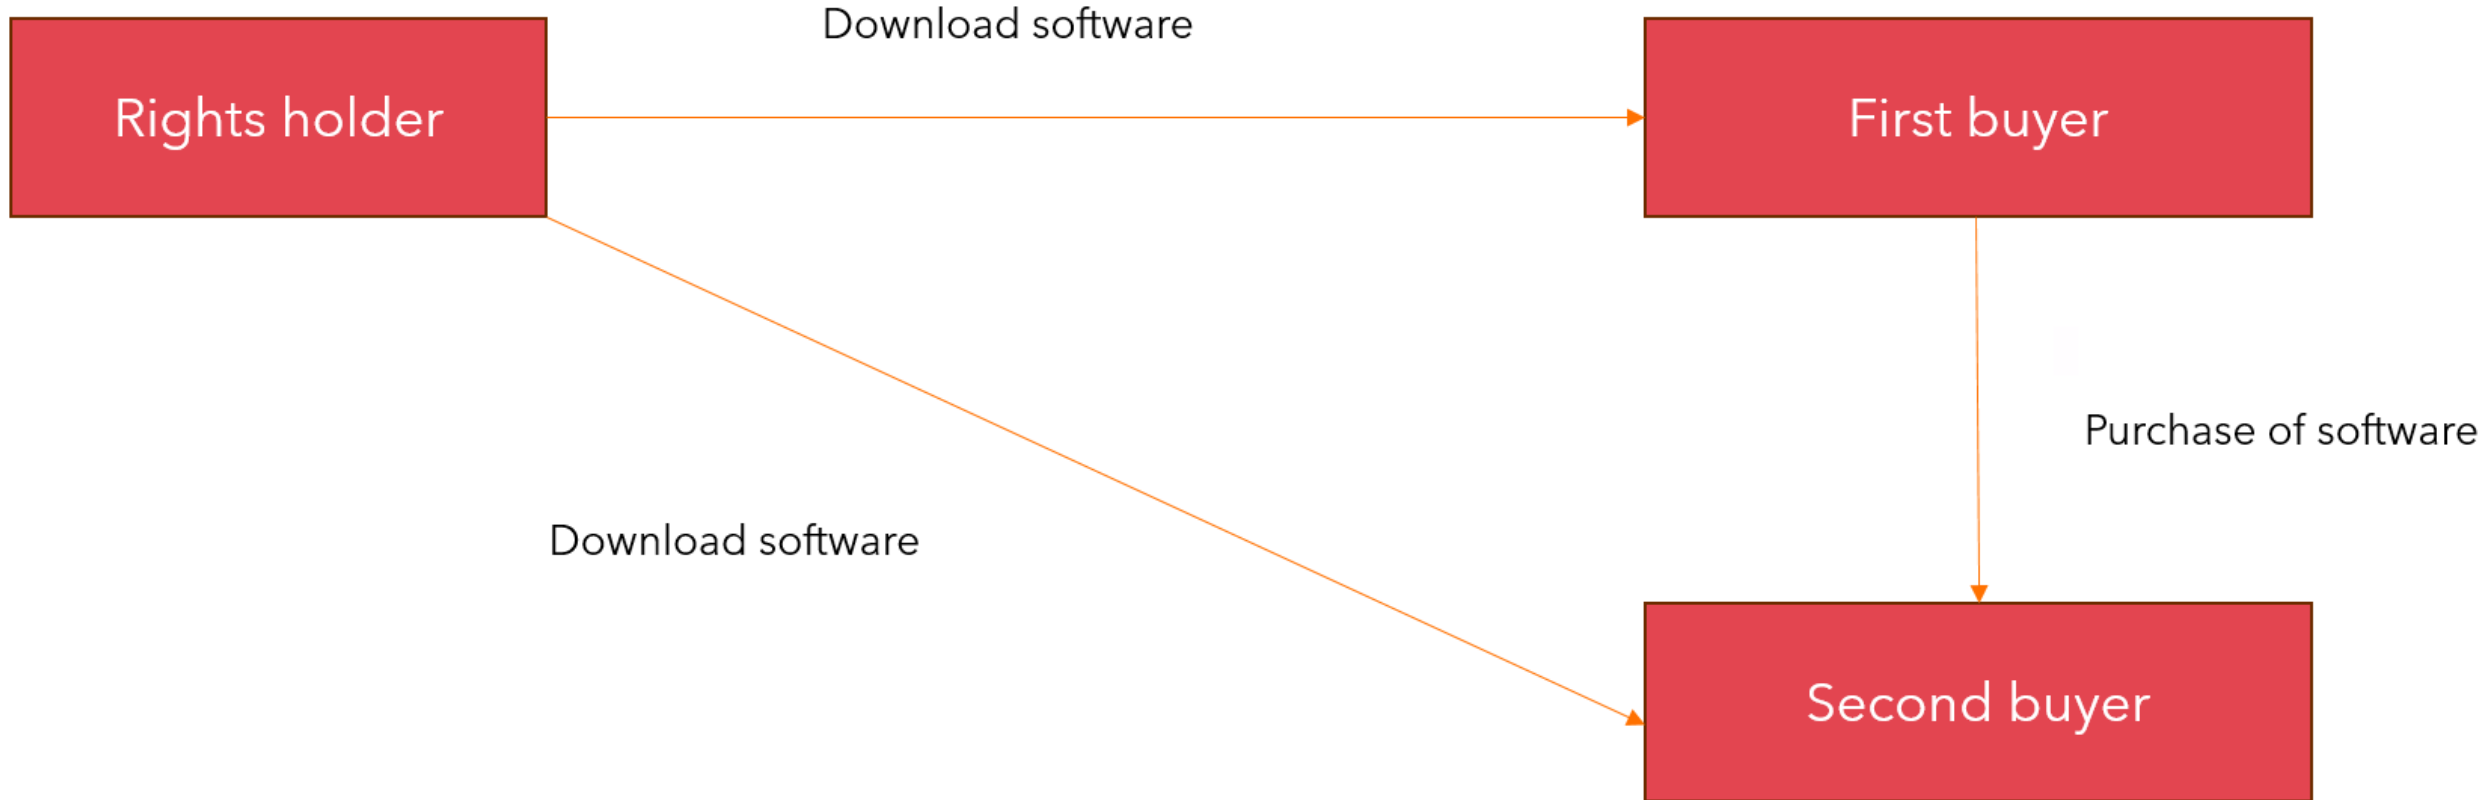 Download software
Rights holder
First buyer
Purchase of software
Download software
Second buyer